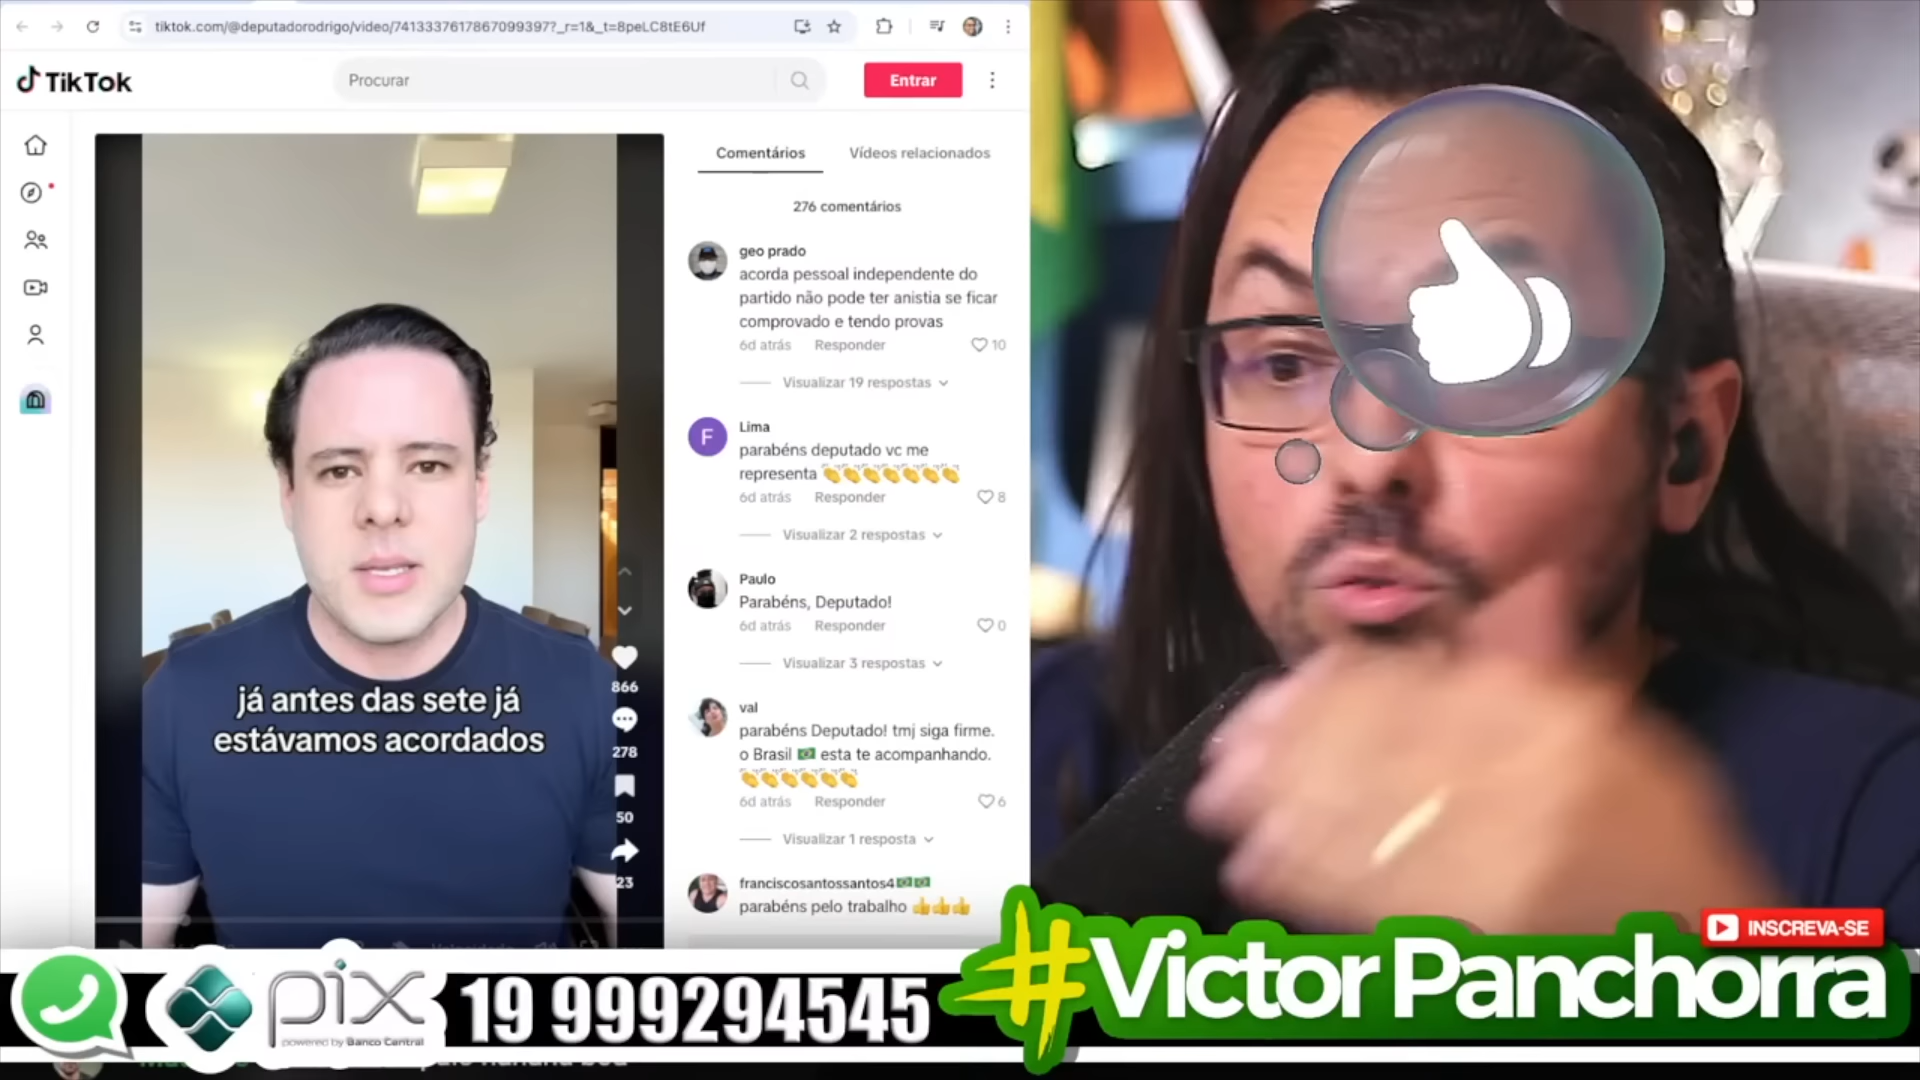 tiktok.com/@deputadorodrigo/video/7413337617867099397?_r=1&_t=8peLC8tE6Uf
TikTok
Procurar
Entrar
Comentários
Vídeos relacionados
276 comentários
geo prado
acorda pessoal independente do
partido não pode ter anistia se ficar
comprovado e tendo provas
6d atrás Responder 10
Visualizar 19 respostas
F
Lima
parabéns deputado vc me
representa 👏👏👏👏👏👏👏
6d atrás Responder 8
Visualizar 2 respostas
Paulo
Parabéns, Deputado!
6d atrás Responder 0
Visualizar 3 respostas
val
parabéns Deputado! tmj siga firme.
o Brasil 🇧🇷 esta te acompanhando.
👏👏👏👏👏👏
6d atrás Responder 6
Visualizar 1 resposta
franciscosantossantos4🇧🇷🇧🇷
parabéns pelo trabalho 👍👍👍
já antes das sete já
estávamos acordados
866
278
50
23
INSCREVA-SE
pix
powered by Banco Central
19 999294545
#Victor Panchorra